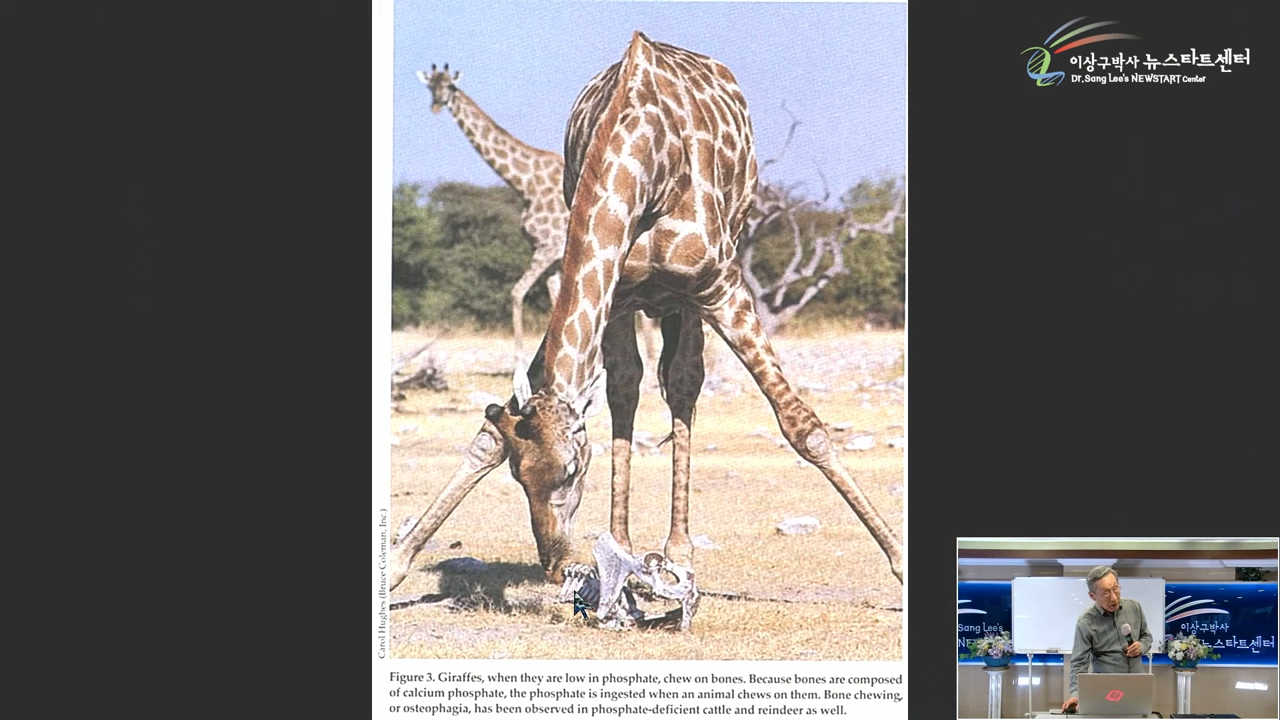 이상구박사 뉴스타트센터
Dr. Sang Lee's NEWSTART Center
Carol Hughes (Bruce Coleman, Inc.)
Figure 3. Giraffes, when they are low in phosphate, chew on bones. Because bones are composed
of calcium phosphate, the phosphate is ingested when an animal chews on them. Bone chewing,
or osteophagia, has been observed in phosphate-deficient cattle and reindeer as well.
Sang Lee's
이상구박사
뉴스타트센터